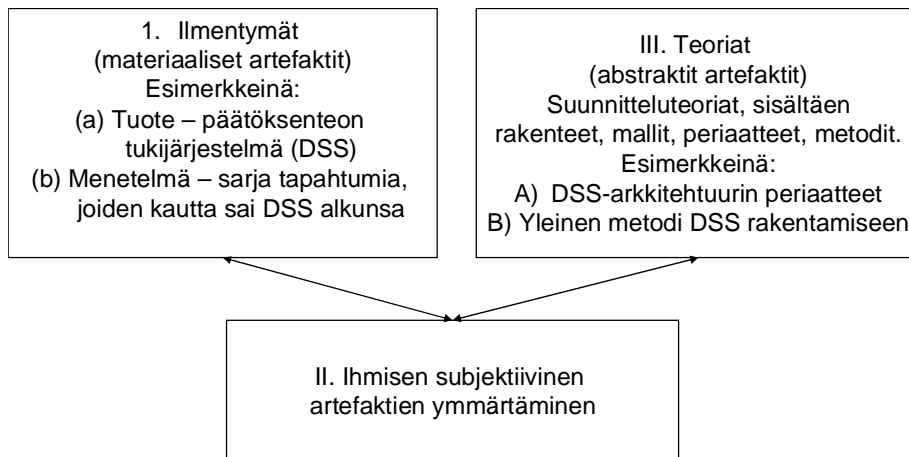 1. Ilmentymät
(materiaaliset artefaktit)
Esimerkkeinä:
(a) Tuote – päätöksenteon
tukijärjestelmä (DSS)
(b) Menetelmä – sarja tapahtumia,
joiden kautta sai DSS alkunsa
III. Teoriat
(abstraktit artefaktit)
Suunnitteluteoriat, sisältäen
rakenteet, mallit, periaatteet, metodit.
Esimerkkeinä:
A) DSS-arkkitehtuurin periaatteet
B) Yleinen metodi DSS rakentamiseen
II. Ihmisen subjektiivinen
artefaktien ymmärtäminen